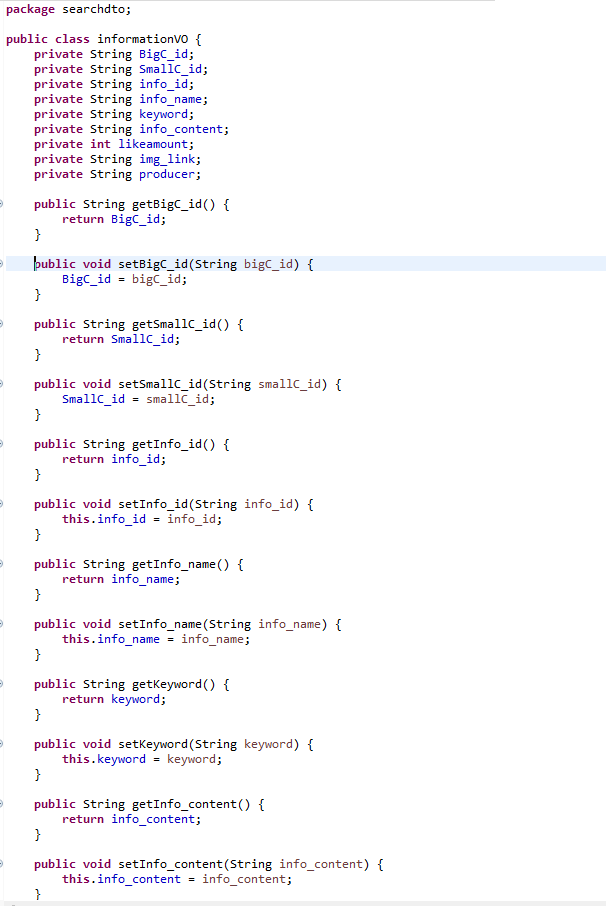 package searchdto;
public class informationVO {
private String BigC_id;
private String SmallC_id;
private String info_id;
private String info_name;
private String keyword;
private String info_content;
private int likeamount;
private String img_link;
private String producer;
public String getBigC_id() {
return BigC_id;
}
public void setBigC_id(String bigC_id) {
BigC_id = bigC_id;
}
public String getSmallC_id() {
return SmallC_id;
}
public void setSmallC_id(String smallC_id) {
SmallC_id = smallC_id;
}
public String getInfo_id() {
return info_id;
}
public void setInfo_id(String info_id) {
this.info_id = info_id;
}
public String getInfo_name() {
return info_name;
}
public void setInfo_name(String info_name) {
this.info_name = info_name;
}
public String getKeyword() {
return keyword;
}
public void setKeyword(String keyword) {
this.keyword = keyword;
}
public String getInfo_content() {
return info_content;
}
public void setInfo_content(String info_content) {
this.info_content = info_content;
}